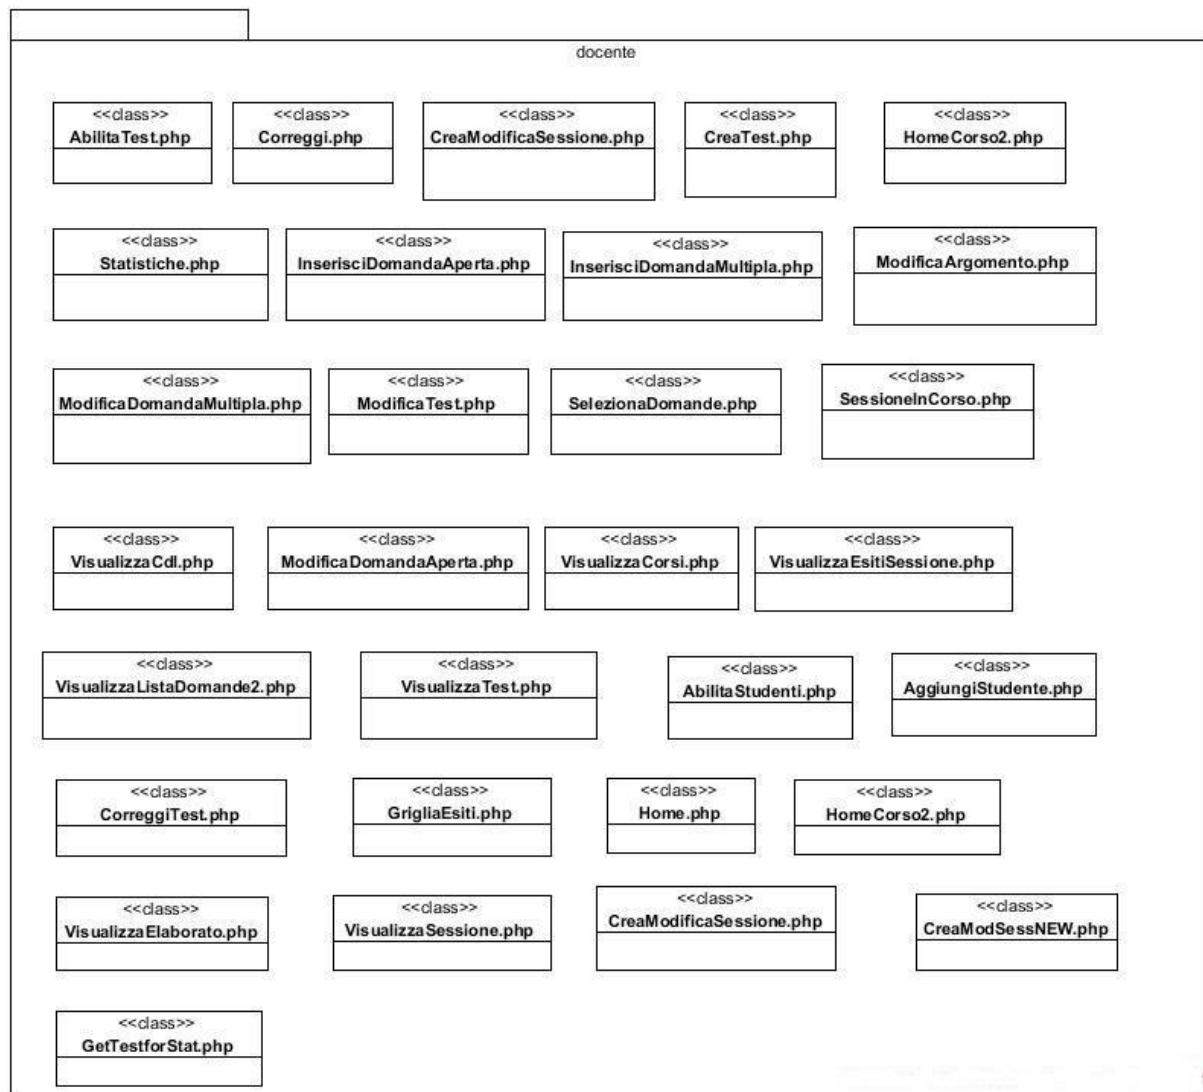 docente
<<class>>
AbilitaTest.php
<<class>>
Correggi.php
<<class>>
CreaModificaSessione.php
<<class>>
CreaTest.php
<<class>>
HomeCorso2.php
<<class>>
Statistiche.php
<<class>>
InserisciDomandaAperta.php
<<class>>
InserisciDomandaMultipla.php
<<class>>
ModificaArgomento.php
<<class>>
ModificaDomandaMultipla.php
<<class>>
ModificaTest.php
<<class>>
SelezionaDomande.php
<<class>>
SessioneInCorso.php
<<class>>
VisualizzaCdl.php
<<class>>
ModificaDomandaAperta.php
<<class>>
VisualizzaCorsi.php
<<class>>
VisualizzaEsitiSessione.php
<<class>>
VisualizzaListaDomande2.php
<<class>>
VisualizzaTest.php
<<class>>
AbilitaStudenti.php
<<class>>
AggiungiStudente.php
<<class>>
CorreggiTest.php
<<class>>
GrigliaEsiti.php
<<class>>
Home.php
<<class>>
HomeCorso2.php
<<class>>
VisualizzaElaborato.php
<<class>>
VisualizzaSessione.php
<<class>>
CreaModificaSessione.php
<<class>>
CreaModSessNEW.php
<<class>>
GetTestforStat.php